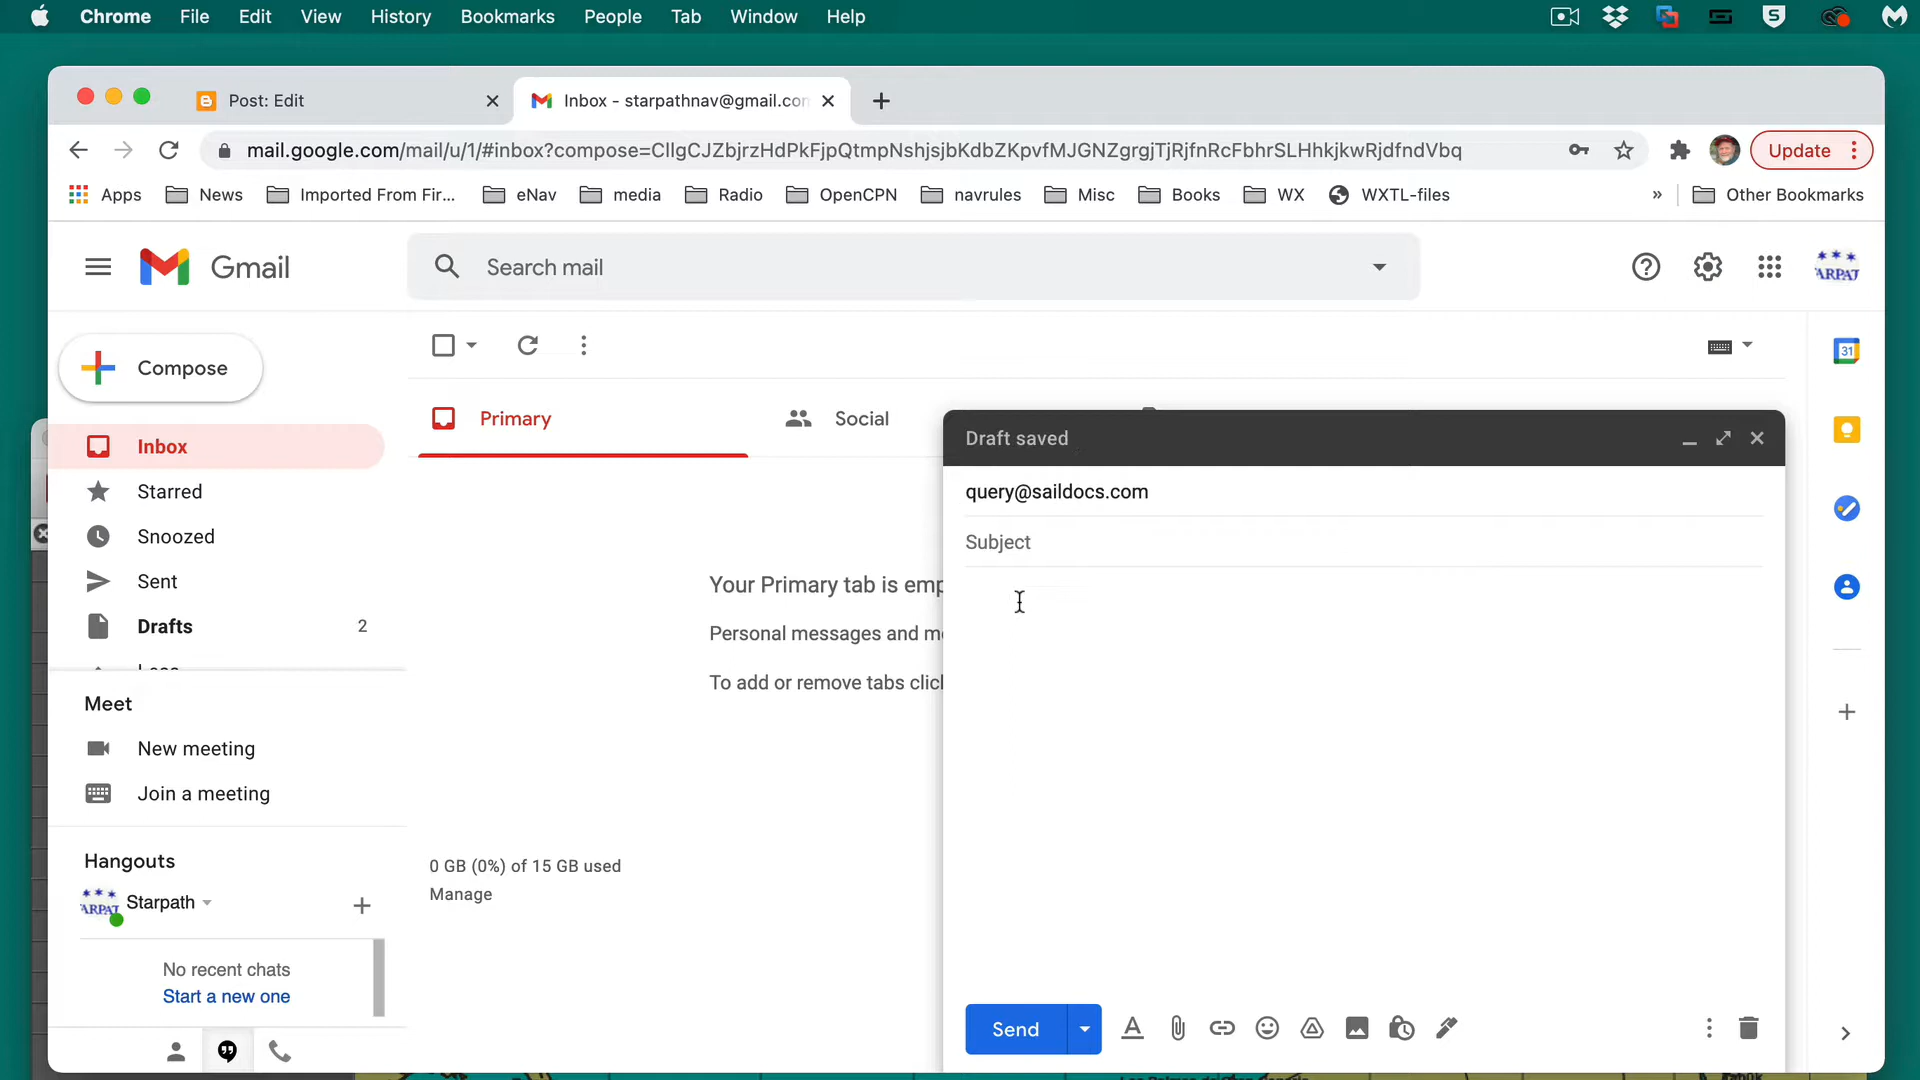 Chrome File Edit View History Bookmarks People Tab Window Help
Post: Edit
Inbox - starpathnav@gmail.con
mail.google.com/mail/u/1/#inbox?compose=CllgCJZbjrzHdPkFjpQtmpNshjsjbKdbZKpvfMJGNZgrgjTjRjfnRcFbhrSLHhkjkwRjdfndVbq
Update
Apps News Imported From Fir... eNav media Radio OpenCPN navrules Misc Books WX WXTL-files » Other Bookmarks
Gmail
Search mail
ARPAT
Compose
31
Primary
Social
Draft saved
Inbox
query@saildocs.com
Starred
Subject
Snoozed
Sent
Your Primary tab is emp
Drafts 2
Personal messages and m
To add or remove tabs click
Less
Meet
New meeting
Join a meeting
Hangouts
0 GB (0%) of 15 GB used
Manage
ARPAT
Starpath
No recent chats
Start a new one
Send